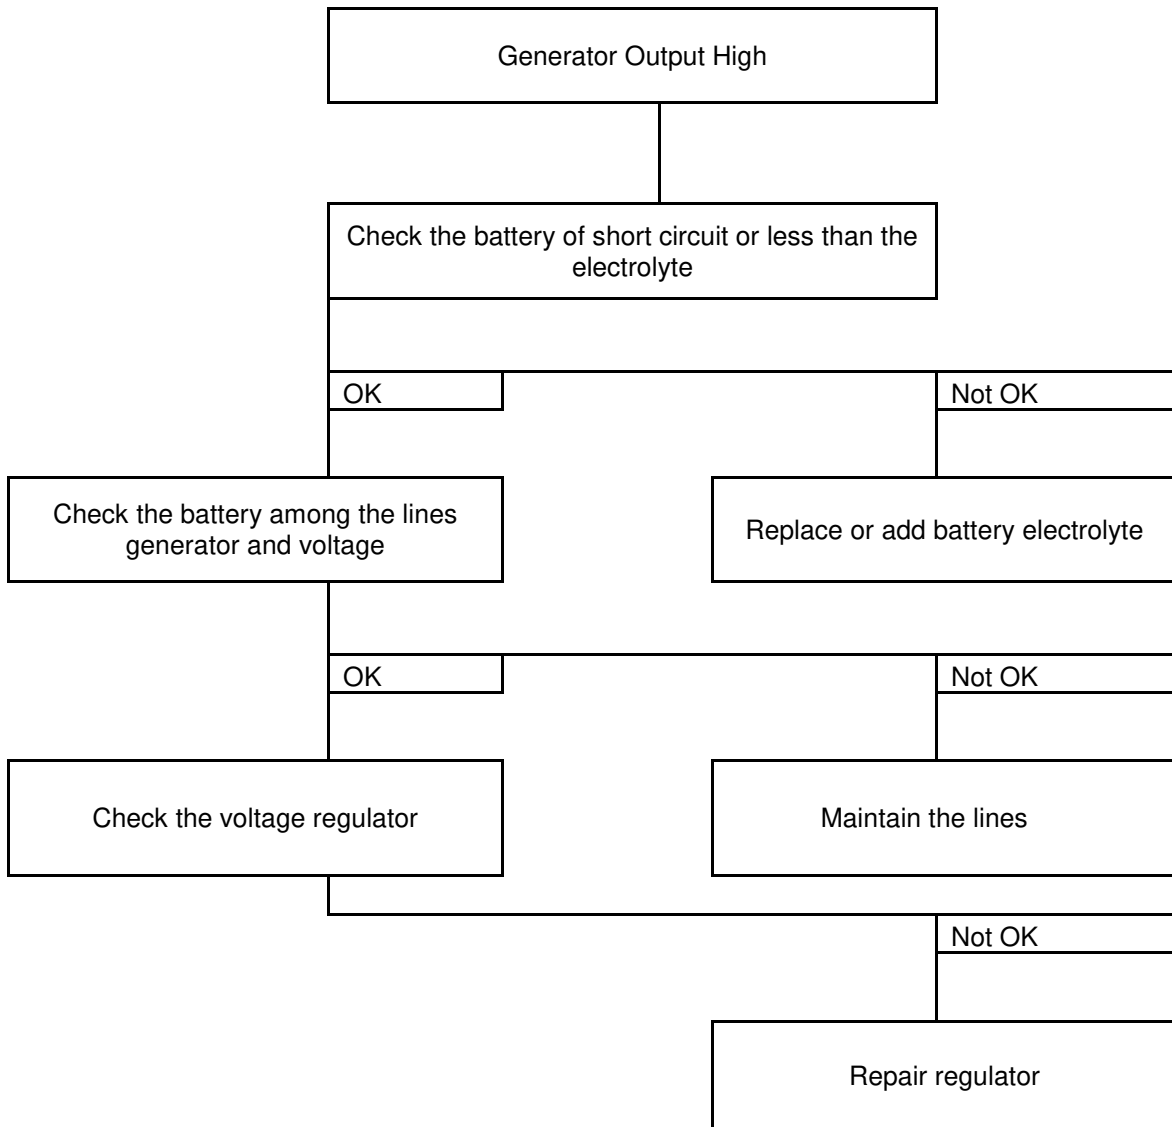 Generator Output High
Check the battery of short circuit or less than the
electrolyte
OK
Not OK
Check the battery among the lines
generator and voltage
Replace or add battery electrolyte
OK
Not OK
Check the voltage regulator
Maintain the lines
Not OK
Repair regulator